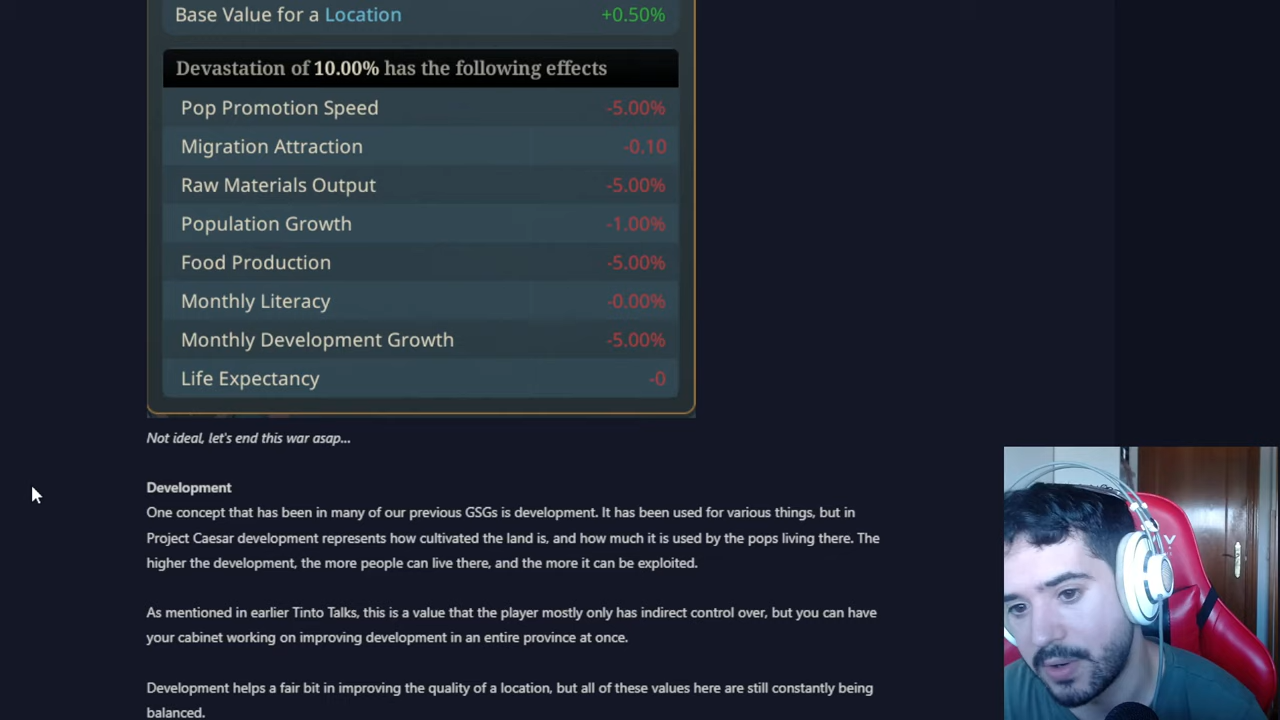 Base Value for a Location +0.50%
Devastation of 10.00% has the following effects
Pop Promotion Speed -5.00%
Migration Attraction -0.10
Raw Materials Output -5.00%
Population Growth -1.00%
Food Production -5.00%
Monthly Literacy -0.00%
Monthly Development Growth -5.00%
Life Expectancy -0
Not ideal, let's end this war asap...
Development
One concept that has been in many of our previous GSGs is development. It has been used for various things, but in
Project Caesar development represents how cultivated the land is, and how much it is used by the pops living there. The
higher the development, the more people can live there, and the more it can be exploited.
As mentioned in earlier Tinto Talks, this is a value that the player mostly only has indirect control over, but you can have
your cabinet working on improving development in an entire province at once.
Development helps a fair bit in improving the quality of a location, but all of these values here are still constantly being
balanced.